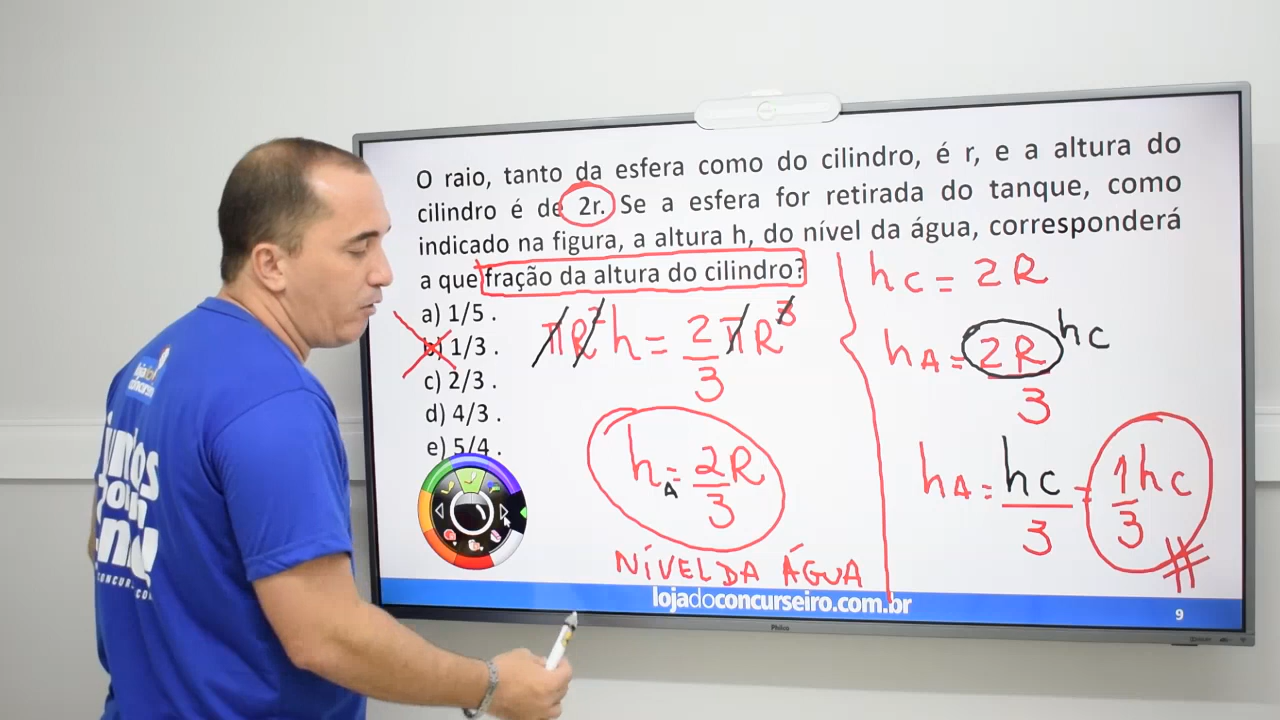 O raio, tanto da esfera como do cilindro, é r, e a altura do
cilindro é de 2r. Se a esfera for retirada do tanque, como
indicado na figura, a altura h, do nível da água, corresponderá
a que fração da altura do cilindro?
a) 1/5 .
b) 1/3 .
c) 2/3 .
d) 4/3 .
e) 5/4 .
πR²h = 2/3 πR³
hA = 2R/3
NÍVEL DA ÁGUA
hc = 2R
hA = 2R/3 hc
hA = hc/3 = 1/3 hc
lojadoconcurseiro.com.br
9
Philco
concurseiro